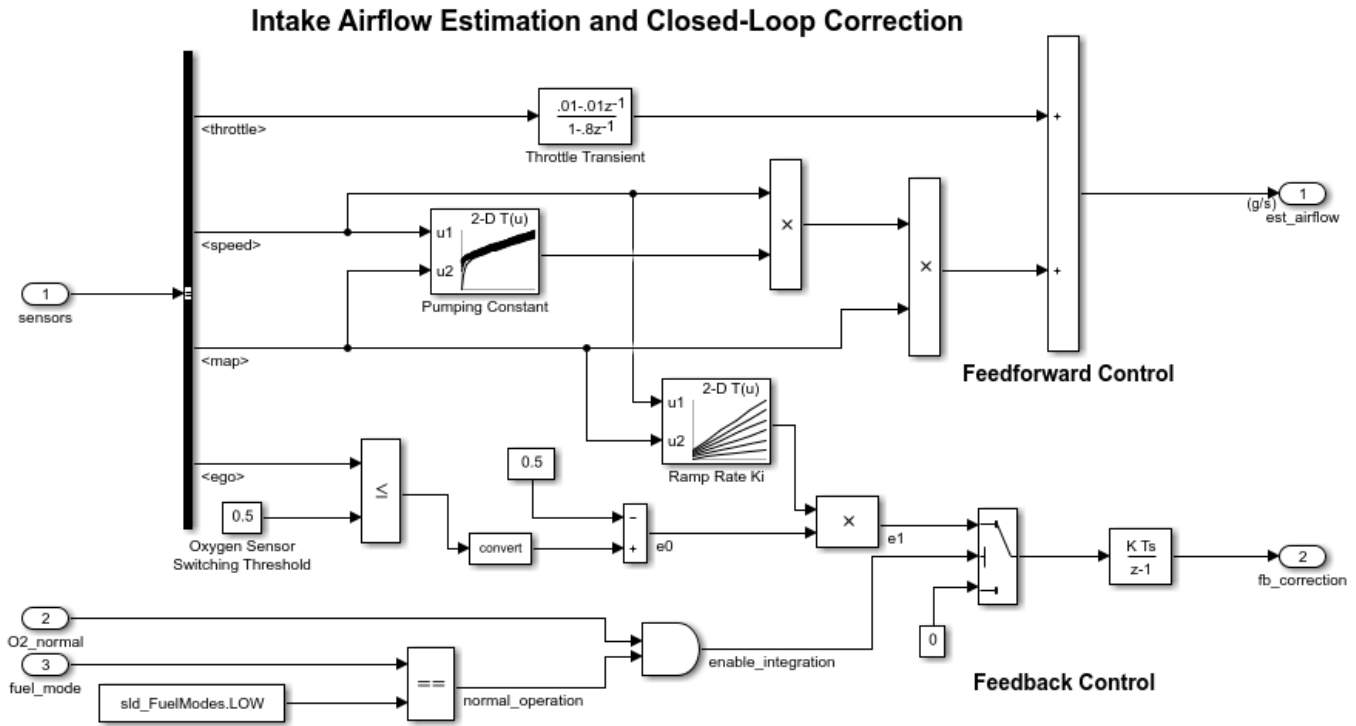 Intake Airflow Estimation and Closed-Loop Correction
.01-.01z-1
1-.8z-1
<throttle>
Throttle Transient
+
2-D T(u)
u1
u2
Pumping Constant
<speed>
×
×
+
(g/s)
1
est_airflow
1
sensors
<map>
Feedforward Control
2-D T(u)
u1
u2
Ramp Rate Ki
<ego>
≤
0.5
Oxygen Sensor
Switching Threshold
0.5
convert
−
+
e0
×
e1
K Ts
z-1
2
fb_correction
2
O2_normal
3
fuel_mode
sld_FuelModes.LOW
==
normal_operation
enable_integration
0
Feedback Control